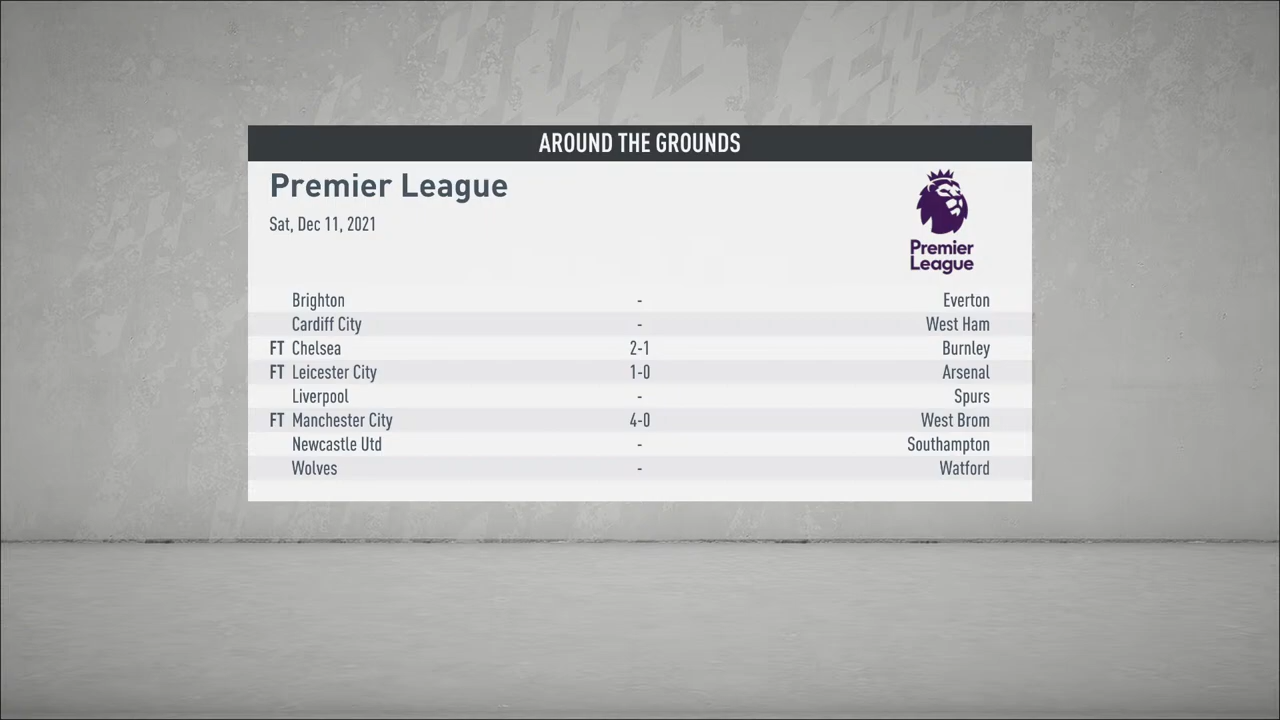 AROUND THE GROUNDS
Premier League
Sat, Dec 11, 2021
Premier
League
Brighton - Everton
Cardiff City - West Ham
FT Chelsea 2-1 Burnley
FT Leicester City 1-0 Arsenal
Liverpool - Spurs
FT Manchester City 4-0 West Brom
Newcastle Utd - Southampton
Wolves - Watford